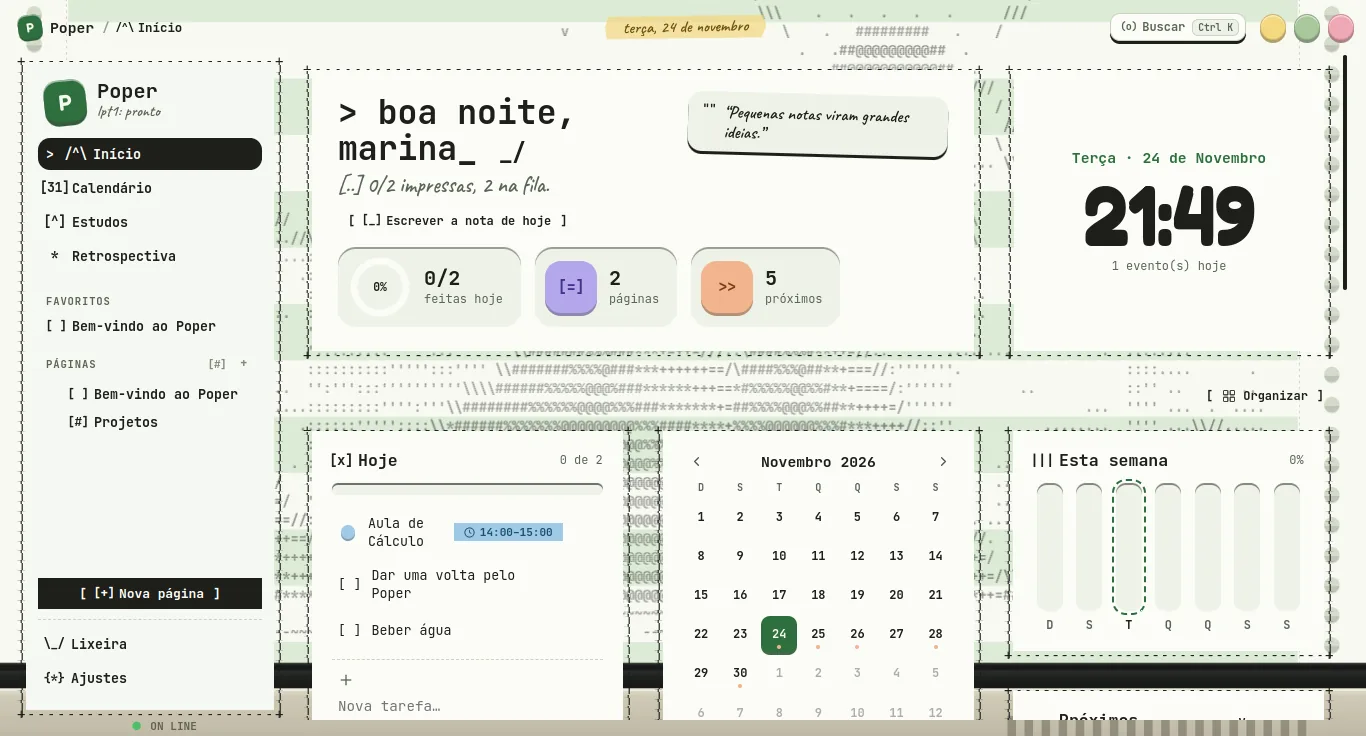 P Poper / /^\ Início
terça, 24 de novembro
(o) Buscar Ctrl K
P Poper
lpt1: pronto
> /^\ Início
[31] Calendário
[^] Estudos
* Retrospectiva
FAVORITOS
[ ] Bem-vindo ao Poper
PÁGINAS [#] +
[ ] Bem-vindo ao Poper
[#] Projetos
[ [+] Nova página ]
\_/ Lixeira
{*} Ajustes
ON LINE
> boa noite,
marina_ _/
[..] 0/2 impressas, 2 na fila.
[ [_] Escrever a nota de hoje ]
"" “Pequenas notas viram grandes
ideias.”
0% 0/2
feitas hoje
[=] 2
páginas
>> 5
próximos
Terça · 24 de Novembro
21:49
1 evento(s) hoje
[ Organizar ]
[x] Hoje 0 de 2
Aula de
Cálculo
14:00–15:00
[ ] Dar uma volta pelo
Poper
[ ] Beber água
+
Nova tarefa…
‹ Novembro 2026 ›
D S T Q Q S S
1 2 3 4 5 6 7
8 9 10 11 12 13 14
15 16 17 18 19 20 21
22 23 24 25 26 27 28
29 30 1 2 3 4 5
6 7 8 9 10 11 12
||| Esta semana 0%
D S T Q Q S S
Próximos